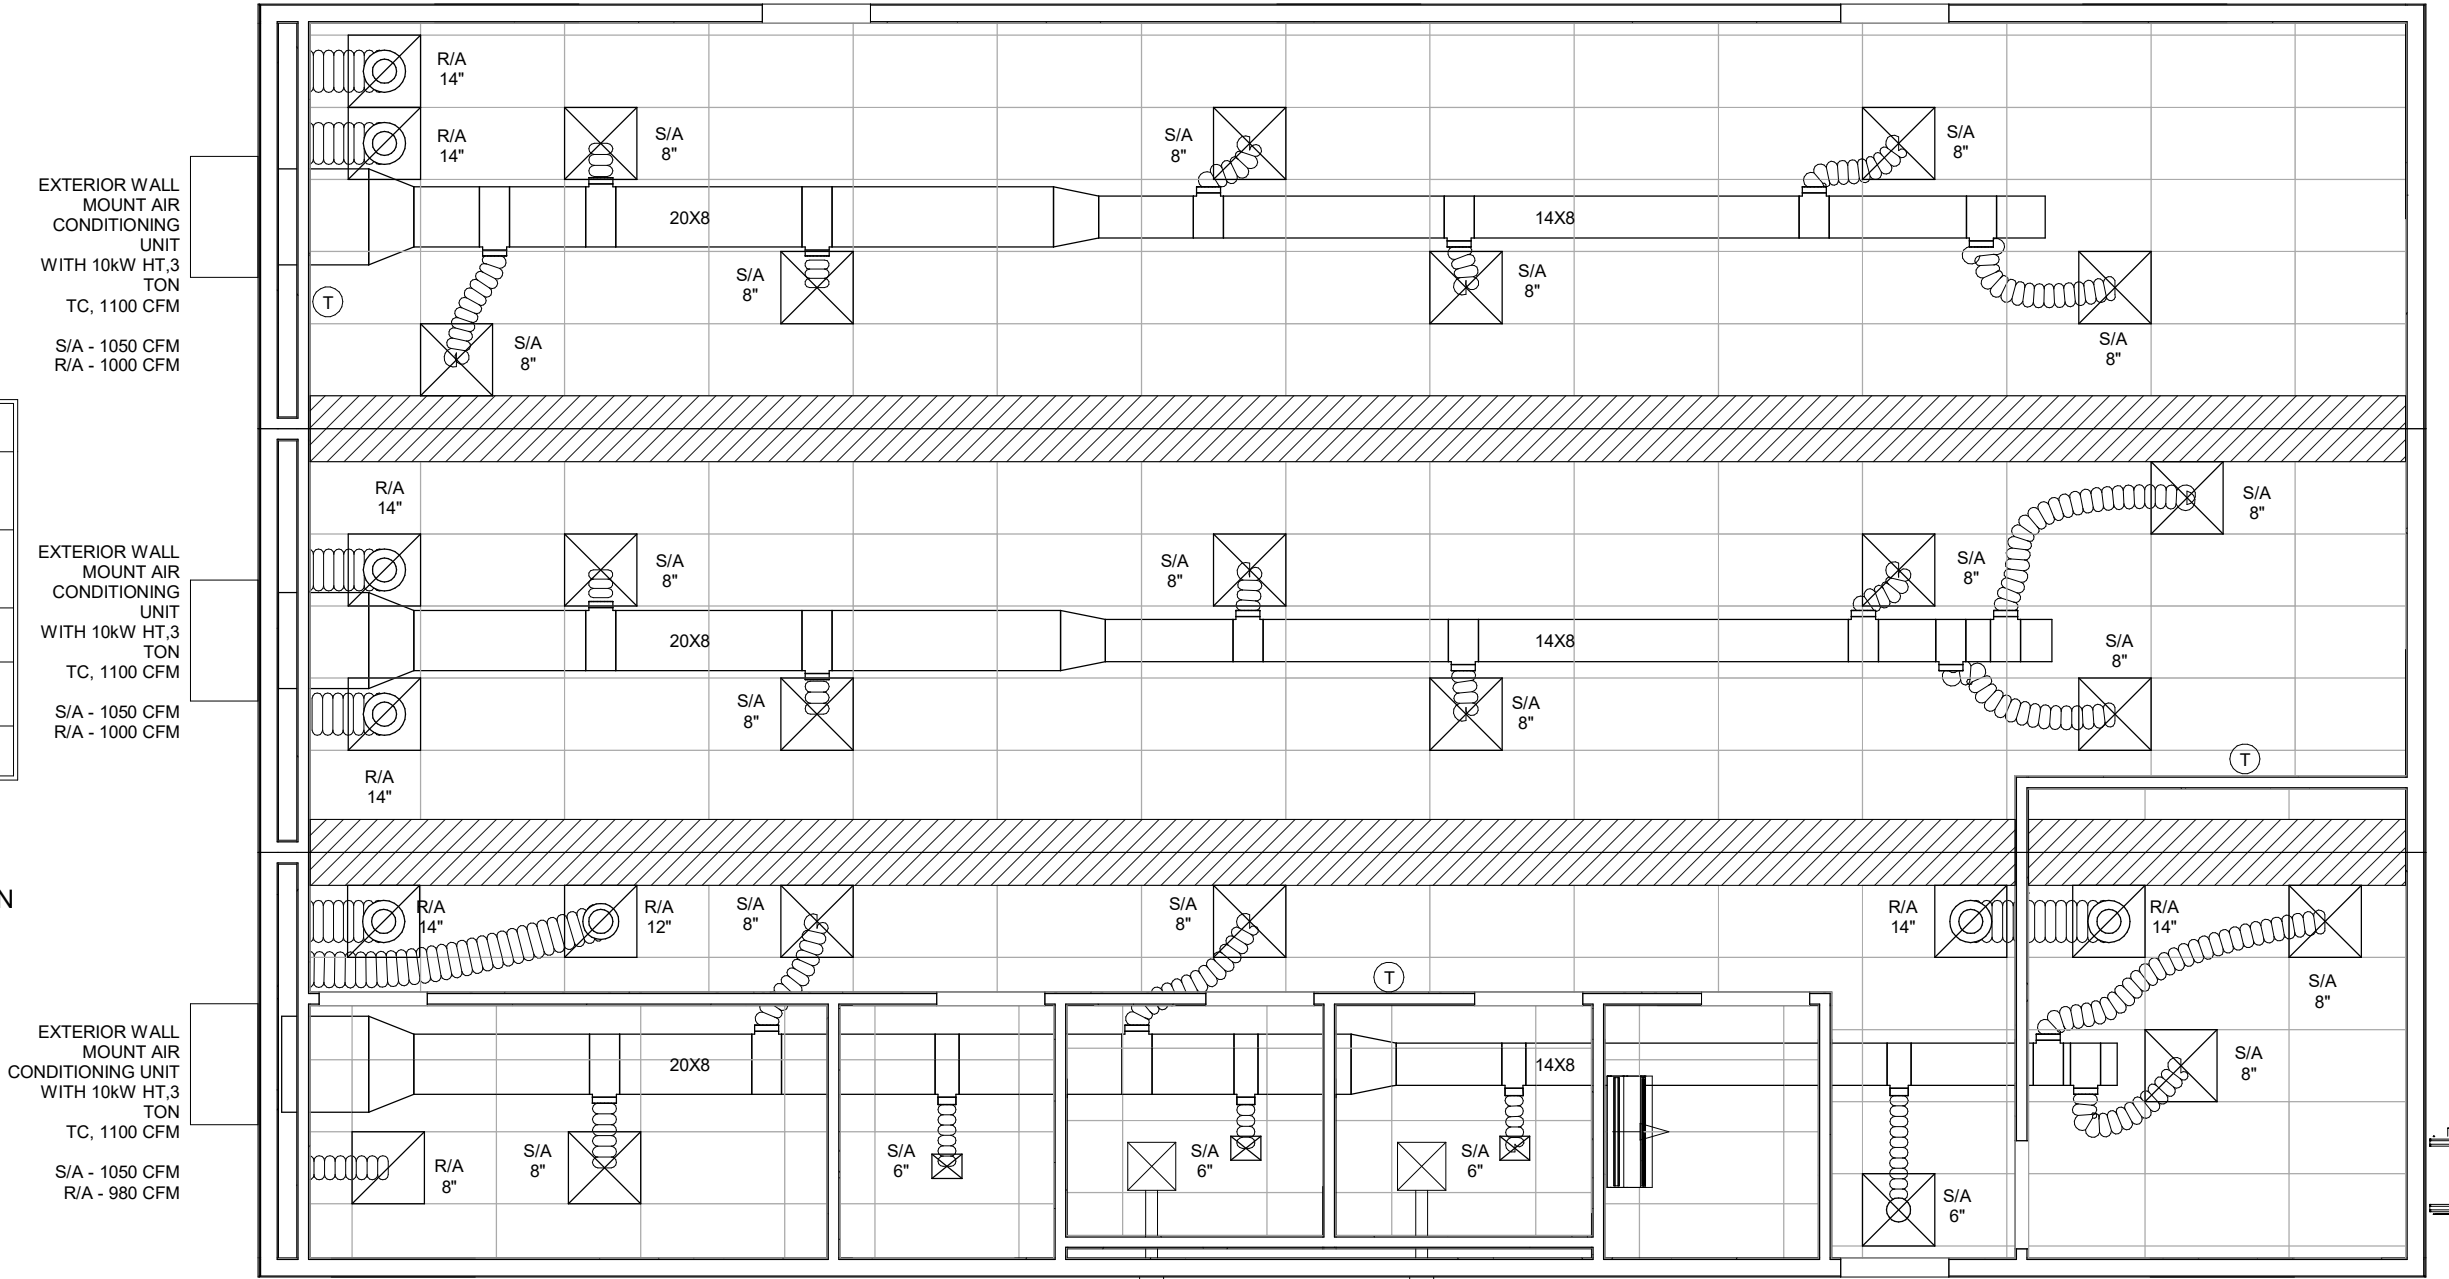 R/A
14"
R/A
14"
S/A
8"
S/A
8"
S/A
8"
EXTERIOR WALL
MOUNT AIR
CONDITIONING
UNIT
WITH 10kW HT,3
TON
TC, 1100 CFM
S/A - 1050 CFM
R/A - 1000 CFM
20X8
14X8
S/A
8"
S/A
8"
T
S/A
8"
S/A
8"
R/A
14"
S/A
8"
EXTERIOR WALL
MOUNT AIR
CONDITIONING
UNIT
WITH 10kW HT,3
TON
TC, 1100 CFM
S/A - 1050 CFM
R/A - 1000 CFM
S/A
8"
S/A
8"
S/A
8"
20X8
14X8
S/A
8"
S/A
8"
S/A
8"
T
R/A
14"
N
R/A
14"
R/A
12"
S/A
8"
S/A
8"
R/A
14"
R/A
14"
T
S/A
8"
EXTERIOR WALL
MOUNT AIR
CONDITIONING UNIT
WITH 10kW HT,3
TON
TC, 1100 CFM
S/A - 1050 CFM
R/A - 980 CFM
20X8
14X8
S/A
8"
R/A
8"
S/A
8"
S/A
6"
S/A
6"
S/A
6"
S/A
6"